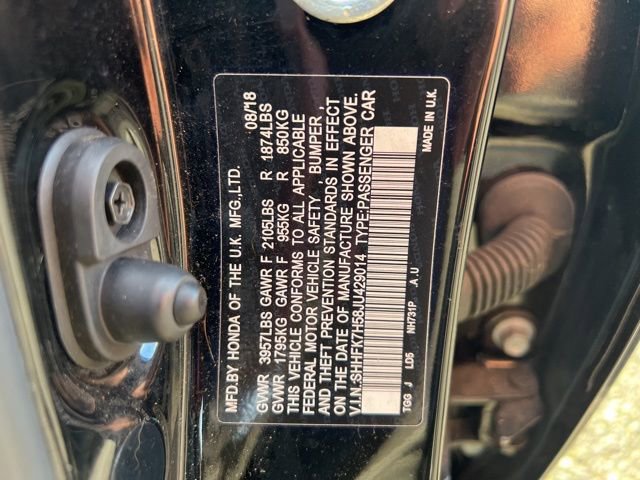 MFD.BY HONDA OF THE U.K. MFG.,LTD. 08/18
GVWR 3957LBS GAWR F 2105LBS R 1874LBS
GVWR 1795KG GAWR F 955KG R 850KG
THIS VEHICLE CONFORMS TO ALL APPLICABLE
FEDERAL MOTOR VEHICLE SAFETY , BUMPER ,
AND THEFT PREVENTION STANDARDS IN EFFECT
ON THE DATE OF MANUFACTURE SHOWN ABOVE.
V.I.N.:SHHFK7H58JU429014 TYPE:PASSENGER CAR
TGG J LD5 NH731P .A .U MADE IN U.K.